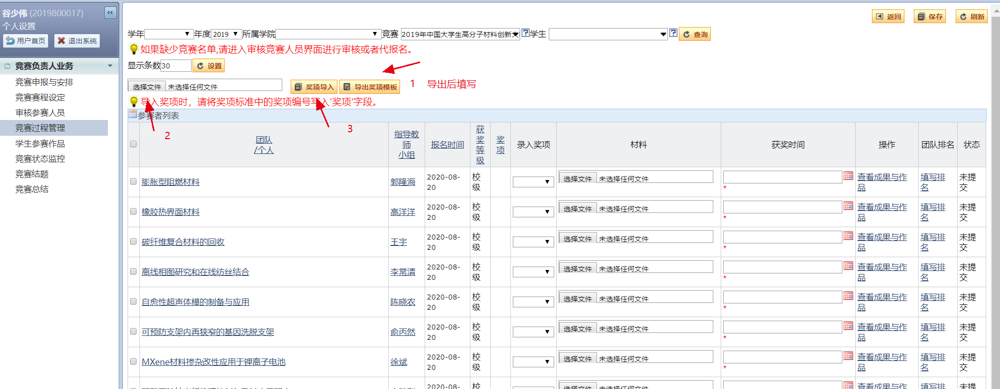 谷少伟 (2019800017)
个人设置
用户首页 退出系统
竞赛负责人业务
竞赛申报与安排
竞赛赛程设定
审核参赛人员
竞赛过程管理
学生参赛作品
竞赛状态监控
竞赛结题
竞赛总结
返回 保存 刷新
学年 年度 2019 所属学院 竞赛 2019年中国大学生高分子材料创新大 学生 查询
如果缺少竞赛名单,请进入审核竞赛人员界面进行审核或者代报名。
显示条数 30 设置
选择文件 未选择任何文件 奖项导入 导出奖项模板 1 导出后填写
导入奖项时，请将奖项标准中的奖项编号写入'奖项'字段。
参赛者列表
2 3
团队/个人 指导教师小组 报名时间 获奖等级 奖项 录入奖项 材料 获奖时间 操作 团队排名 状态
膨胀型阻燃材料 郭隆海 2020-08-20 校级 选择文件 未选择任何文件 * 查看成果与作品 填写排名 未提交
橡胶热界面材料 高洋洋 2020-08-20 校级 选择文件 未选择任何文件 * 查看成果与作品 填写排名 未提交
碳纤维复合材料的回收 王宇 2020-08-20 校级 选择文件 未选择任何文件 * 查看成果与作品 填写排名 未提交
离线相图研究和在线纺丝结合 李常清 2020-08-20 校级 选择文件 未选择任何文件 * 查看成果与作品 填写排名 未提交
自愈性超声体模的制备与应用 陈晓农 2020-08-20 校级 选择文件 未选择任何文件 * 查看成果与作品 填写排名 未提交
可预防支架内再狭窄的基因洗脱支架 俞丙然 2020-08-20 校级 选择文件 未选择任何文件 * 查看成果与作品 填写排名 未提交
MXene材料掺杂改性应用于锂离子电池 徐斌 2020-08-20 校级 选择文件 未选择任何文件 * 查看成果与作品 填写排名 未提交
2020-08- 校 选择文件 未选择任何文件 查看成果与作 填写排 未提